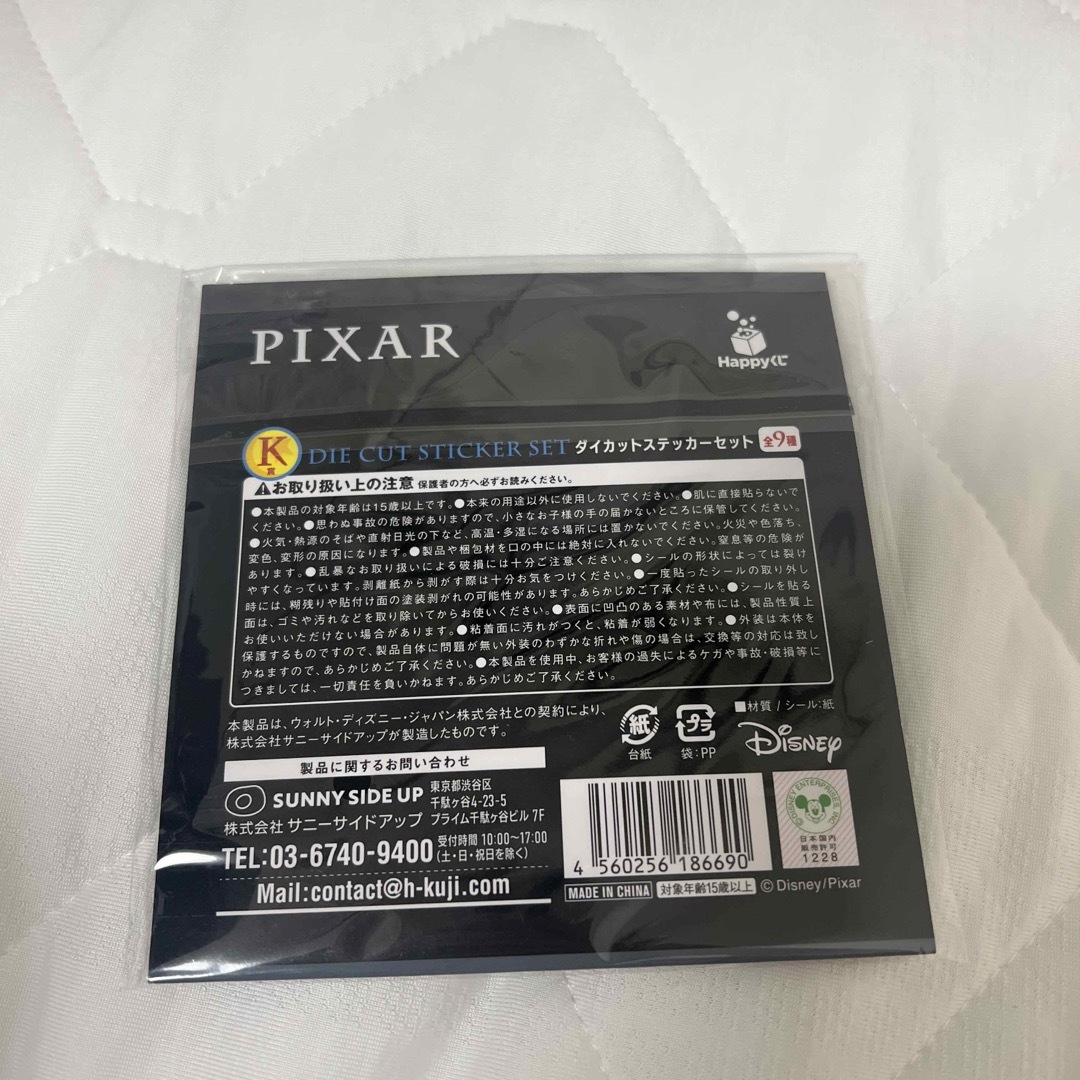 PIXAR
Happyくじ
K賞 DIE CUT STICKER SET ダイカットステッカーセット 全9種
お取り扱い上の注意 保護者の方へ必ずお読みください。
●本製品の対象年齢は15歳以上です。●本来の用途以外に使用しないでください。●肌に直接貼らないで
ください。●思わぬ事故の危険がありますので、小さなお子様の手の届かないところに保管してください。
●火気・熱源のそばや直射日光の下など、高温・多湿になる場所には置かないでください。火災や色落ち、
変色、変形の原因になります。●製品や梱包材を口の中には絶対に入れないでください。窒息等の危険が
あります。●乱暴なお取り扱いによる破損には十分ご注意ください。●シールの形状によっては裂け
やすくなっています。剥離紙から剥がす際は十分お気をつけください。●一度貼ったシールの取り外し
時には、糊残りや貼付け面の塗装剥がれの可能性があります。あらかじめご了承ください。●シールを貼る
面は、ゴミや汚れなどを取り除いてからお使いください。●表面に凹凸のある素材や布には、製品性質上
お使いいただけない場合があります。●粘着面に汚れがつくと、粘着が弱くなります。●外装は本体を
保護するものですので、製品自体に問題が無い外装のわずかな折れや傷の場合は、交換等の対応は致し
かねますので、あらかじめご了承ください。●本製品を使用中、お客様の過失によるケガや事故・破損等に
つきましては、一切責任を負いかねます。あらかじめご了承ください。
本製品は、ウォルト・ディズニー・ジャパン株式会社との契約により、
株式会社サニーサイドアップが製造したものです。
紙
台紙
プラ
袋:PP
■材質 / シール:紙
Disney
製品に関するお問い合わせ
SUNNY SIDE UP
株式会社 サニーサイドアップ
東京都渋谷区
千駄ヶ谷4-23-5
プライム千駄ヶ谷ビル 7F
TEL:03-6740-9400
受付時間 10:00〜17:00
(土・日・祝日を除く)
Mail:contact@h-kuji.com
4 560256 186690
MADE IN CHINA
対象年齢15歳以上
©Disney/Pixar
©DISNEY ENTERPRISES, INC.
日本国内
販売許可
1228